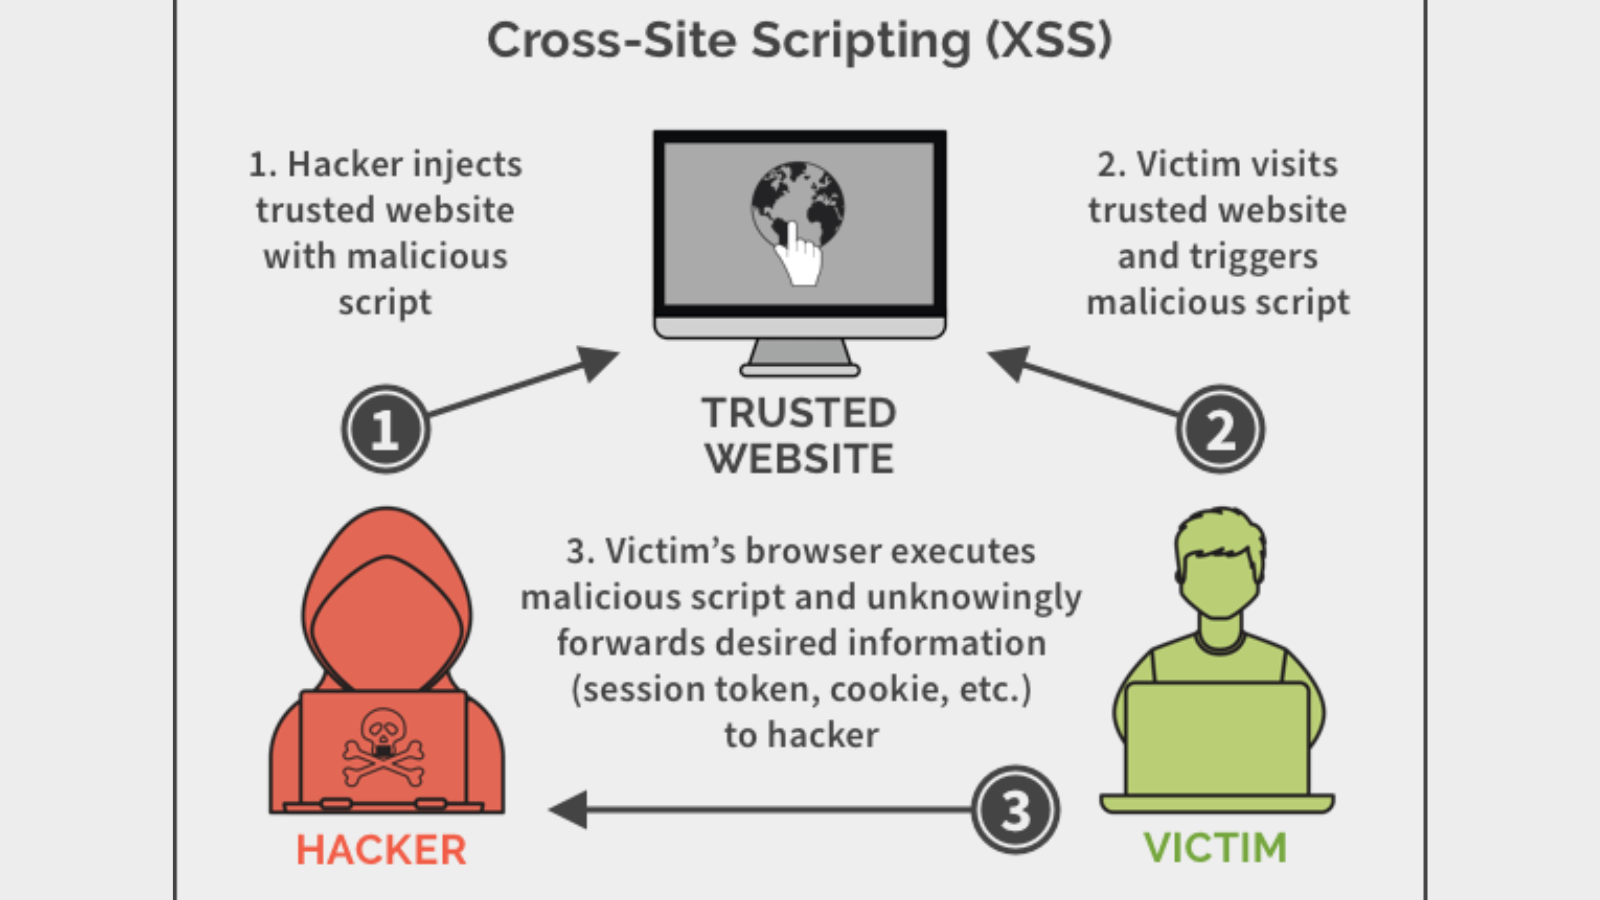 Cross-Site Scripting (XSS)
1. Hacker injects
trusted website
with malicious
script
2. Victim visits
trusted website
and triggers
malicious script
1
2
TRUSTED
WEBSITE
3. Victim’s browser executes
malicious script and unknowingly
forwards desired information
(session token, cookie, etc.)
to hacker
3
HACKER
VICTIM